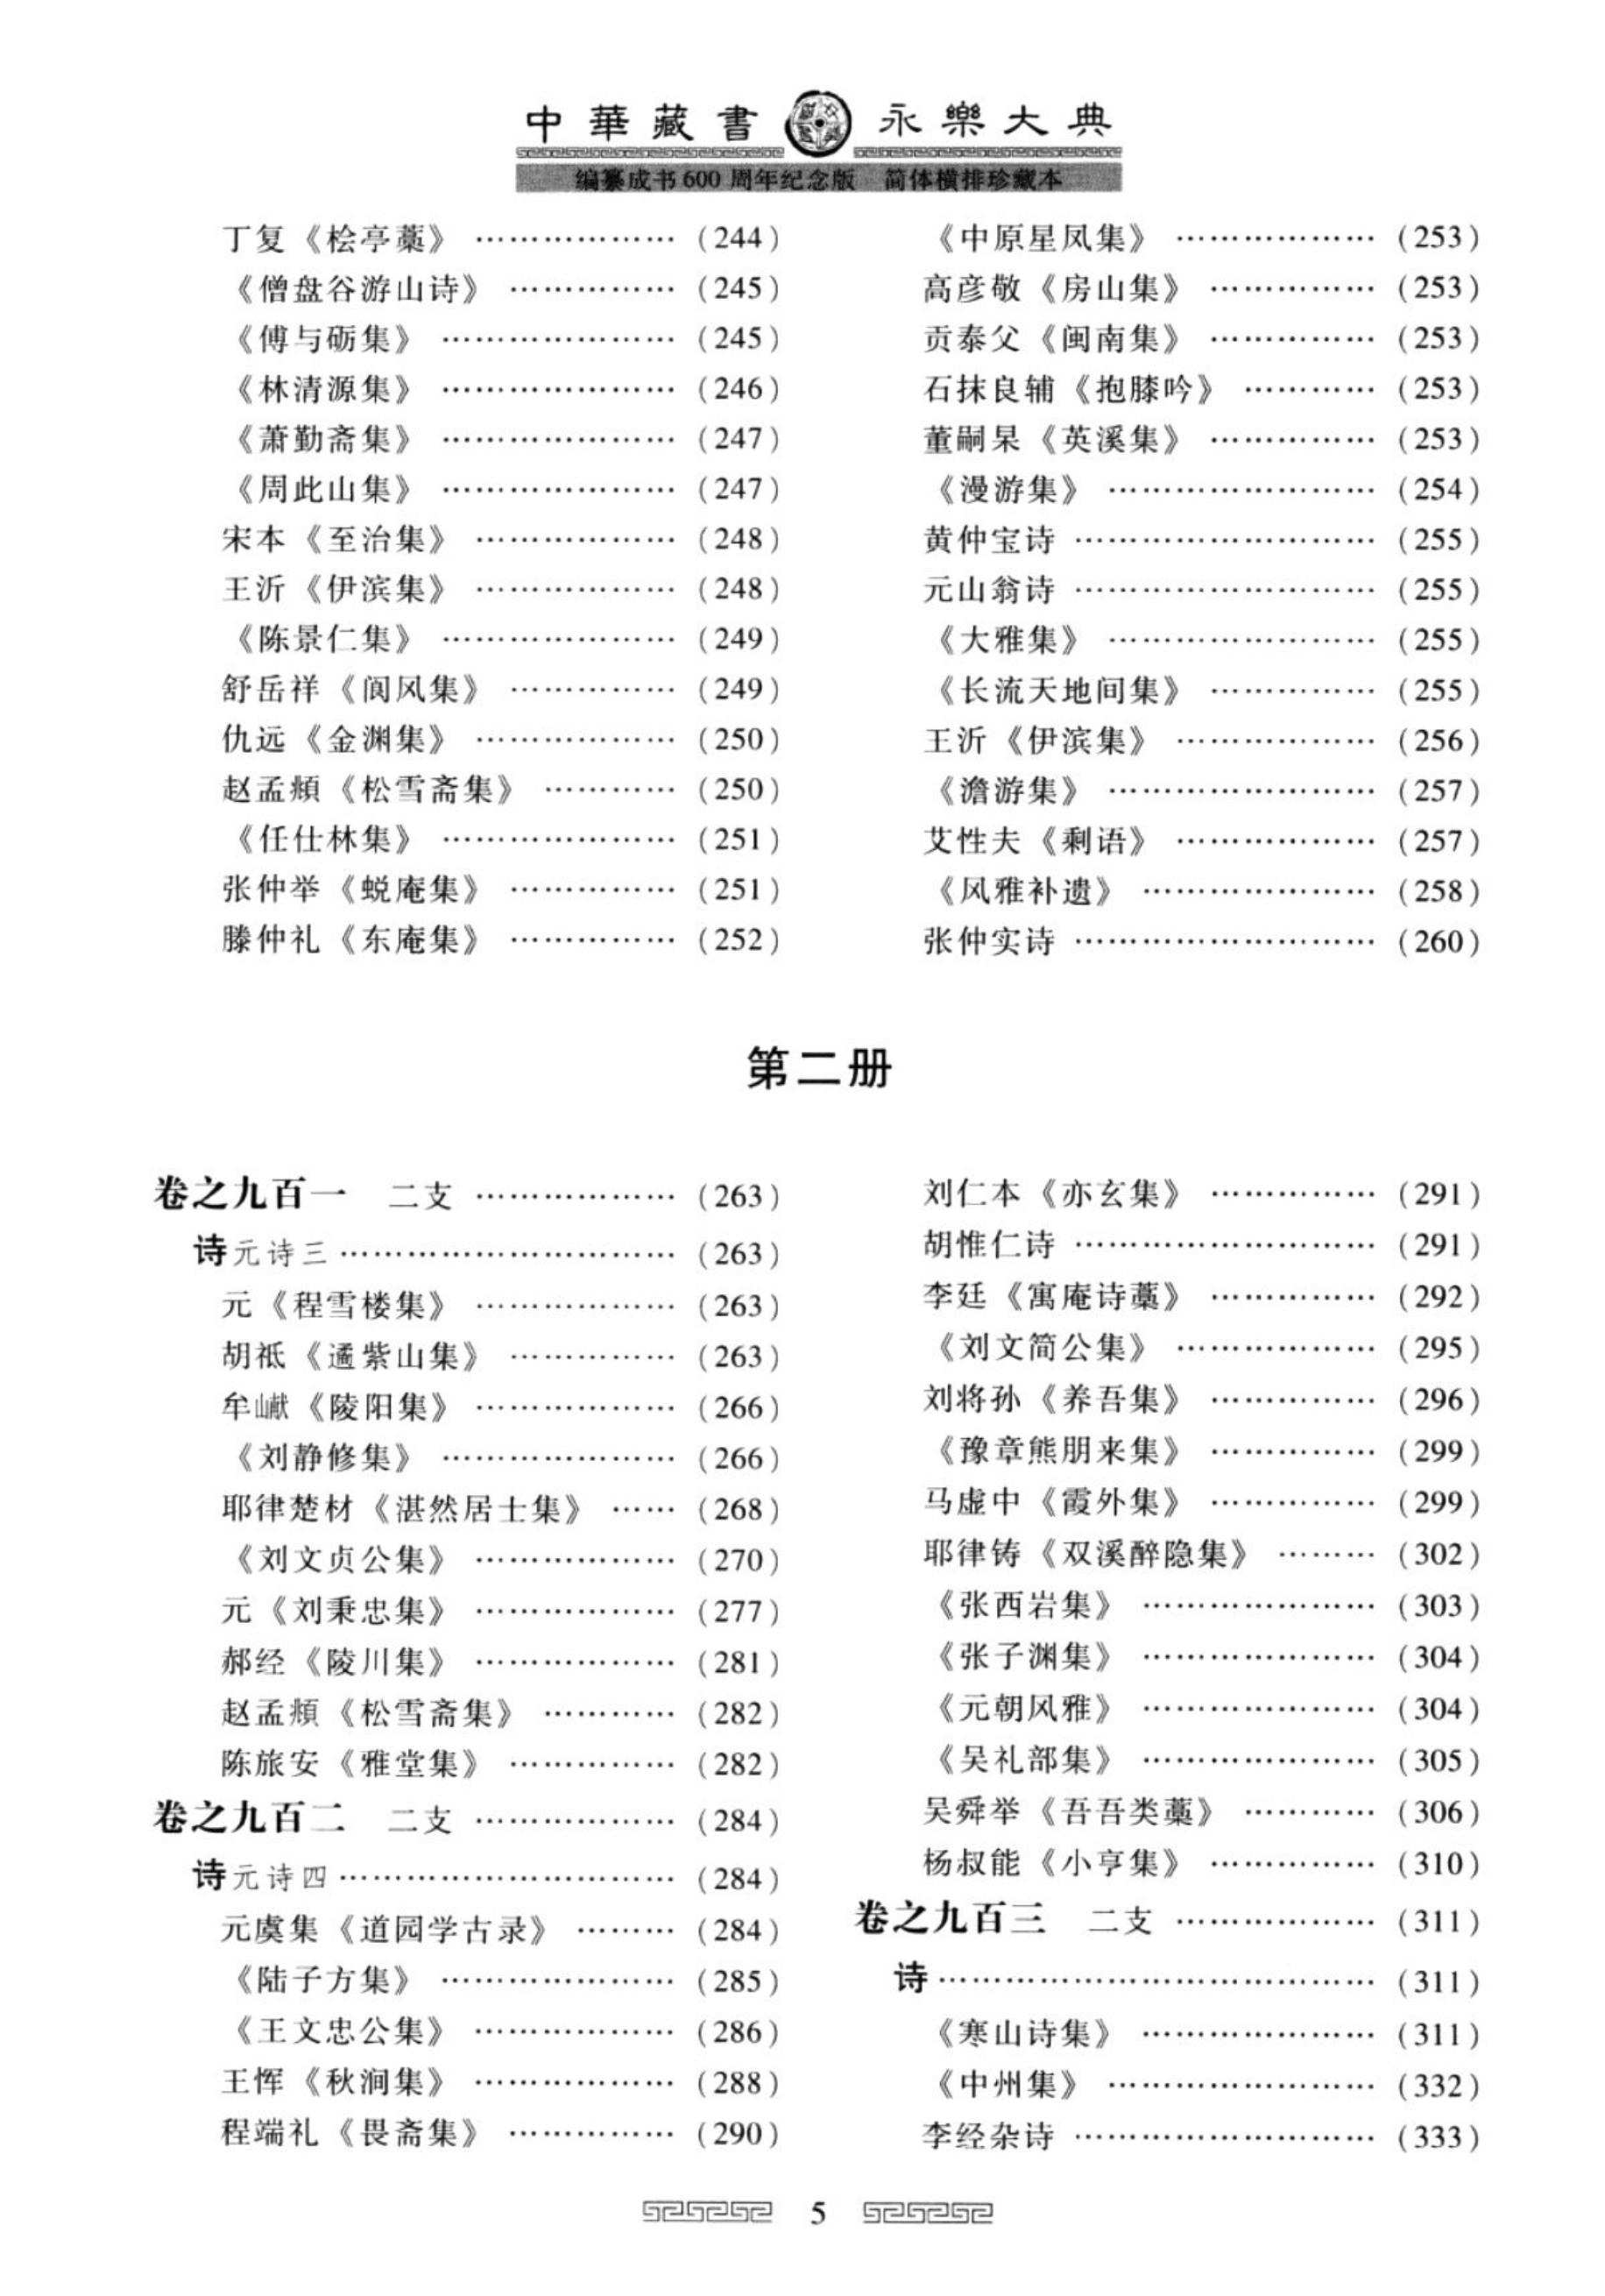 中華藏書 永樂大典
编纂成书600周年纪念版 简体横排珍藏本
丁复《桧亭藁》 ……………… (244)
《僧盘谷游山诗》 …………… (245)
《傅与砺集》 ………………… (245)
《林清源集》 ………………… (246)
《萧勤斋集》 ………………… (247)
《周此山集》 ………………… (247)
宋本《至治集》 ……………… (248)
王沂《伊滨集》 ……………… (248)
《陈景仁集》 ………………… (249)
舒岳祥《阆风集》 …………… (249)
仇远《金渊集》 ……………… (250)
赵孟頫《松雪斋集》 ………… (250)
《任仕林集》 ………………… (251)
张仲举《蜕庵集》 …………… (251)
滕仲礼《东庵集》 …………… (252)
《中原星凤集》 ……………… (253)
高彦敬《房山集》 …………… (253)
贡泰父《闽南集》 …………… (253)
石抹良辅《抱膝吟》 ………… (253)
董嗣杲《英溪集》 …………… (253)
《漫游集》 …………………… (254)
黄仲宝诗 ……………………… (255)
元山翁诗 ……………………… (255)
《大雅集》 …………………… (255)
《长流天地间集》 …………… (255)
王沂《伊滨集》 ……………… (256)
《澹游集》 …………………… (257)
艾性夫《剩语》 ……………… (257)
《风雅补遗》 ………………… (258)
张仲实诗 ……………………… (260)
第二册
卷之九百一 二支 ……………… (263)
诗元诗三………………………… (263)
元《程雪楼集》 ……………… (263)
胡祗《遹紫山集》 …………… (263)
牟巘《陵阳集》 ……………… (266)
《刘静修集》 ………………… (266)
耶律楚材《湛然居士集》 …… (268)
《刘文贞公集》 ……………… (270)
元《刘秉忠集》 ……………… (277)
郝经《陵川集》 ……………… (281)
赵孟頫《松雪斋集》 ………… (282)
陈旅安《雅堂集》 …………… (282)
卷之九百二 二支 ……………… (284)
诗元诗四………………………… (284)
元虞集《道园学古录》 ……… (284)
《陆子方集》 ………………… (285)
《王文忠公集》 ……………… (286)
王恽《秋涧集》 ……………… (288)
程端礼《畏斋集》 …………… (290)
刘仁本《亦玄集》 …………… (291)
胡惟仁诗 ……………………… (291)
李廷《寓庵诗藁》 …………… (292)
《刘文简公集》 ……………… (295)
刘将孙《养吾集》 …………… (296)
《豫章熊朋来集》 …………… (299)
马虚中《霞外集》 …………… (299)
耶律铸《双溪醉隐集》 ……… (302)
《张西岩集》 ………………… (303)
《张子渊集》 ………………… (304)
《元朝风雅》 ………………… (304)
《吴礼部集》 ………………… (305)
吴舜举《吾吾类藁》 ………… (306)
杨叔能《小亨集》 …………… (310)
卷之九百三 二支 ……………… (311)
诗………………………………… (311)
《寒山诗集》 ………………… (311)
《中州集》 …………………… (332)
李经杂诗 ……………………… (333)
5